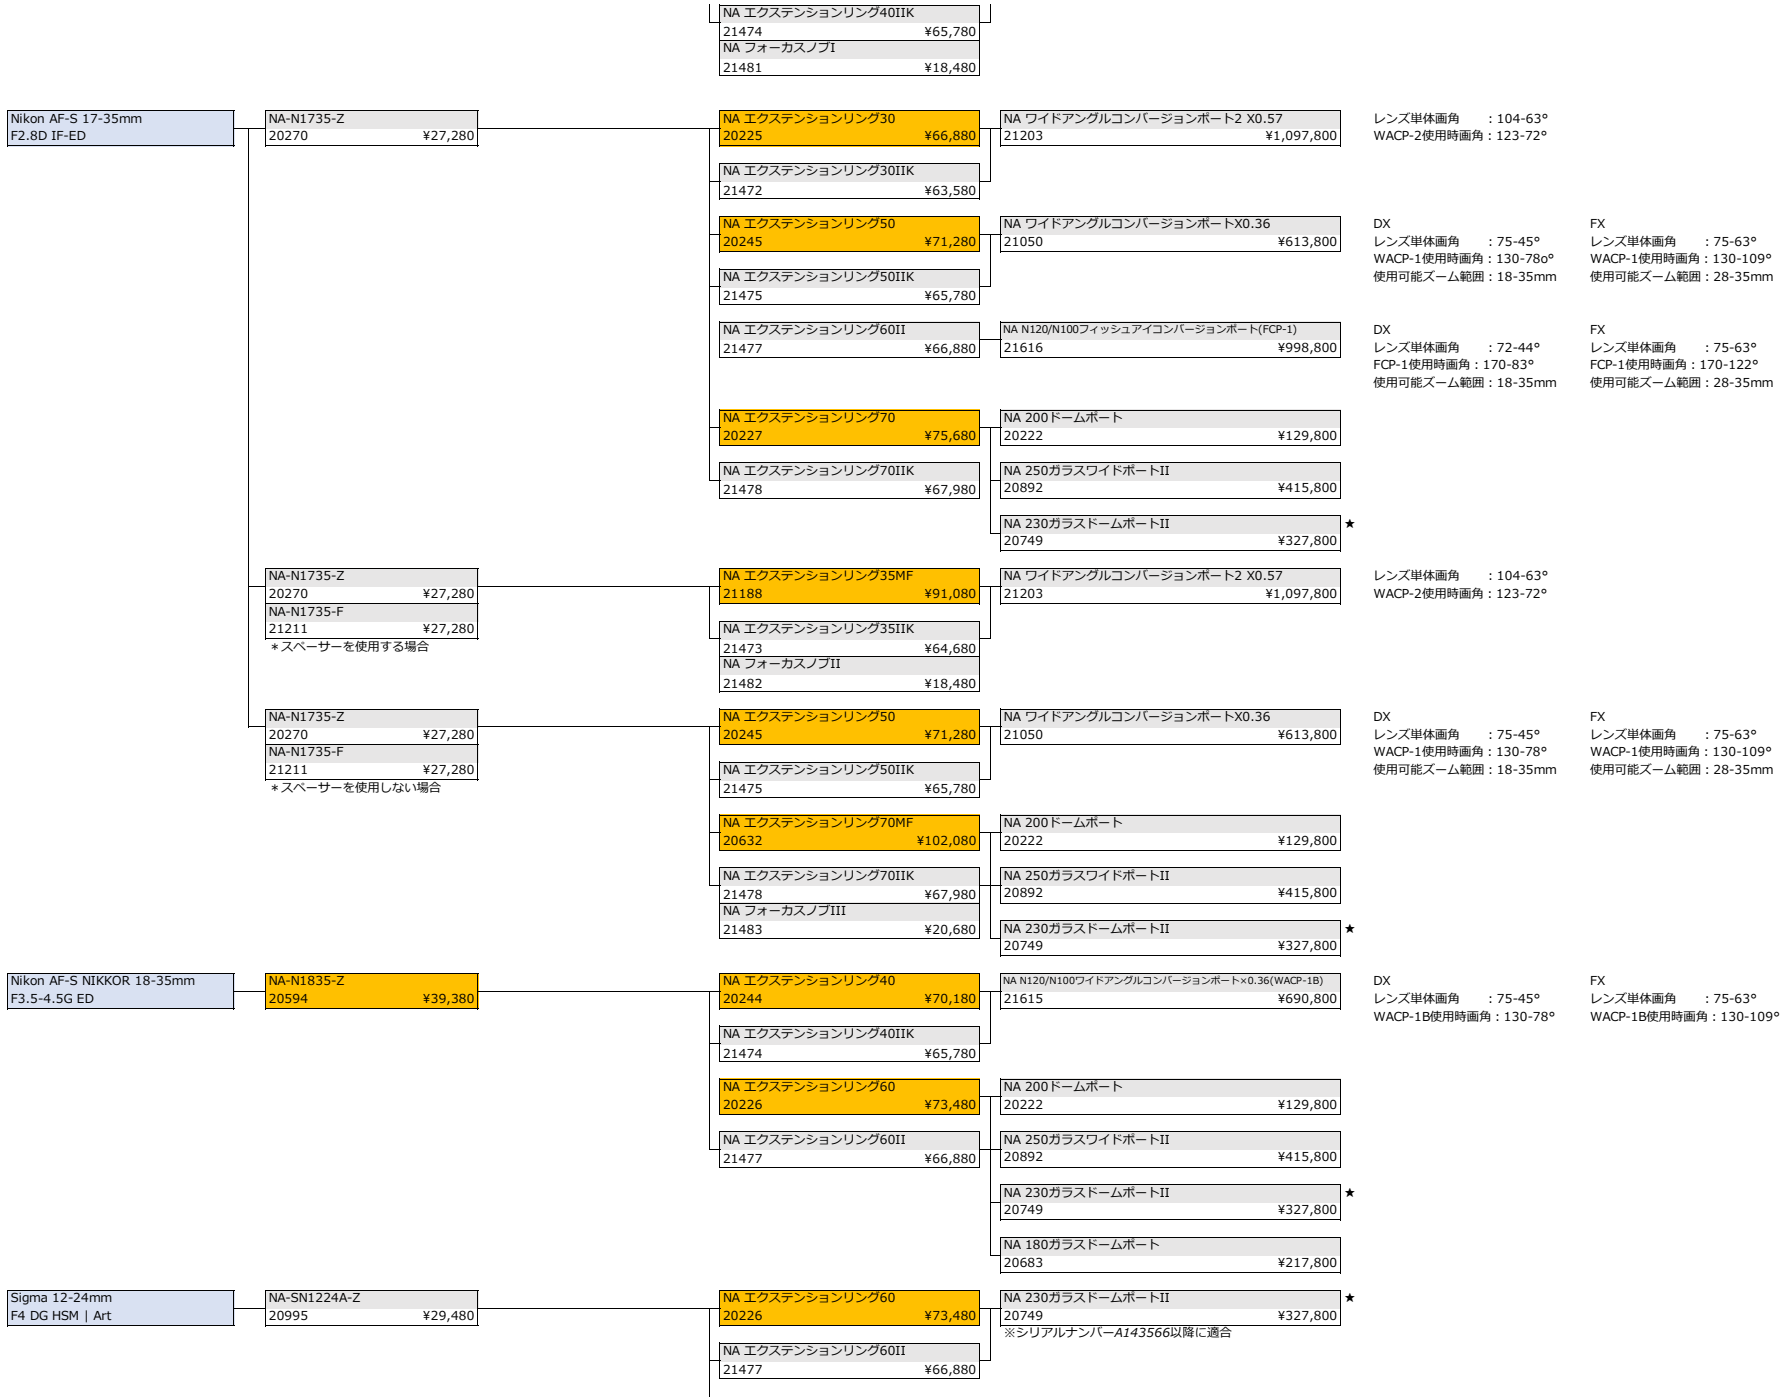 NA エクステンションリング40IIK
21474 ¥65,780
NA フォーカスノブI
21481 ¥18,480
Nikon AF-S 17-35mm
F2.8D IF-ED
NA-N1735-Z
20270 ¥27,280
NA エクステンションリング30
20225 ¥66,880
NA ワイドアングルコンバージョンポート2 X0.57
21203 ¥1,097,800
レンズ単体画角 : 104-63°
WACP-2使用時画角 : 123-72°
NA エクステンションリング30IIK
21472 ¥63,580
NA エクステンションリング50
20245 ¥71,280
NA ワイドアングルコンバージョンポートX0.36
21050 ¥613,800
DX
レンズ単体画角 : 75-45°
WACP-1使用時画角 : 130-78o°
使用可能ズーム範囲 : 18-35mm
FX
レンズ単体画角 : 75-63°
WACP-1使用時画角 : 130-109°
使用可能ズーム範囲 : 28-35mm
NA エクステンションリング50IIK
21475 ¥65,780
NA エクステンションリング60II
21477 ¥66,880
NA N120/N100フィッシュアイコンバージョンポート(FCP-1)
21616 ¥998,800
DX
レンズ単体画角 : 72-44°
FCP-1使用時画角 : 170-83°
使用可能ズーム範囲 : 18-35mm
FX
レンズ単体画角 : 75-63°
FCP-1使用時画角 : 170-122°
使用可能ズーム範囲 : 28-35mm
NA エクステンションリング70
20227 ¥75,680
NA 200ドームポート
20222 ¥129,800
NA エクステンションリング70IIK
21478 ¥67,980
NA 250ガラスワイドポートII
20892 ¥415,800
NA 230ガラスドームポートII ★
20749 ¥327,800
NA-N1735-Z
20270 ¥27,280
NA-N1735-F
21211 ¥27,280
*スペーサーを使用する場合
NA エクステンションリング35MF
21188 ¥91,080
NA ワイドアングルコンバージョンポート2 X0.57
21203 ¥1,097,800
レンズ単体画角 : 104-63°
WACP-2使用時画角 : 123-72°
NA エクステンションリング35IIK
21473 ¥64,680
NA フォーカスノブII
21482 ¥18,480
NA-N1735-Z
20270 ¥27,280
NA-N1735-F
21211 ¥27,280
*スペーサーを使用しない場合
NA エクステンションリング50
20245 ¥71,280
NA ワイドアングルコンバージョンポートX0.36
21050 ¥613,800
DX
レンズ単体画角 : 75-45°
WACP-1使用時画角 : 130-78°
使用可能ズーム範囲 : 18-35mm
FX
レンズ単体画角 : 75-63°
WACP-1使用時画角 : 130-109°
使用可能ズーム範囲 : 28-35mm
NA エクステンションリング50IIK
21475 ¥65,780
NA エクステンションリング70MF
20632 ¥102,080
NA 200ドームポート
20222 ¥129,800
NA エクステンションリング70IIK
21478 ¥67,980
NA フォーカスノブIII
21483 ¥20,680
NA 250ガラスワイドポートII
20892 ¥415,800
NA 230ガラスドームポートII ★
20749 ¥327,800
Nikon AF-S NIKKOR 18-35mm
F3.5-4.5G ED
NA-N1835-Z
20594 ¥39,380
NA エクステンションリング40
20244 ¥70,180
NA N120/N100ワイドアングルコンバージョンポート×0.36(WACP-1B)
21615 ¥690,800
DX
レンズ単体画角 : 75-45°
WACP-1B使用時画角 : 130-78°
FX
レンズ単体画角 : 75-63°
WACP-1B使用時画角 : 130-109°
NA エクステンションリング40IIK
21474 ¥65,780
NA エクステンションリング60
20226 ¥73,480
NA 200ドームポート
20222 ¥129,800
NA エクステンションリング60II
21477 ¥66,880
NA 250ガラスワイドポートII
20892 ¥415,800
NA 230ガラスドームポートII ★
20749 ¥327,800
NA 180ガラスドームポート
20683 ¥217,800
Sigma 12-24mm
F4 DG HSM | Art
NA-SN1224A-Z
20995 ¥29,480
NA エクステンションリング60
20226 ¥73,480
NA 230ガラスドームポートII ★
20749 ¥327,800
※シリアルナンバーA143566以降に適合
NA エクステンションリング60II
21477 ¥66,880